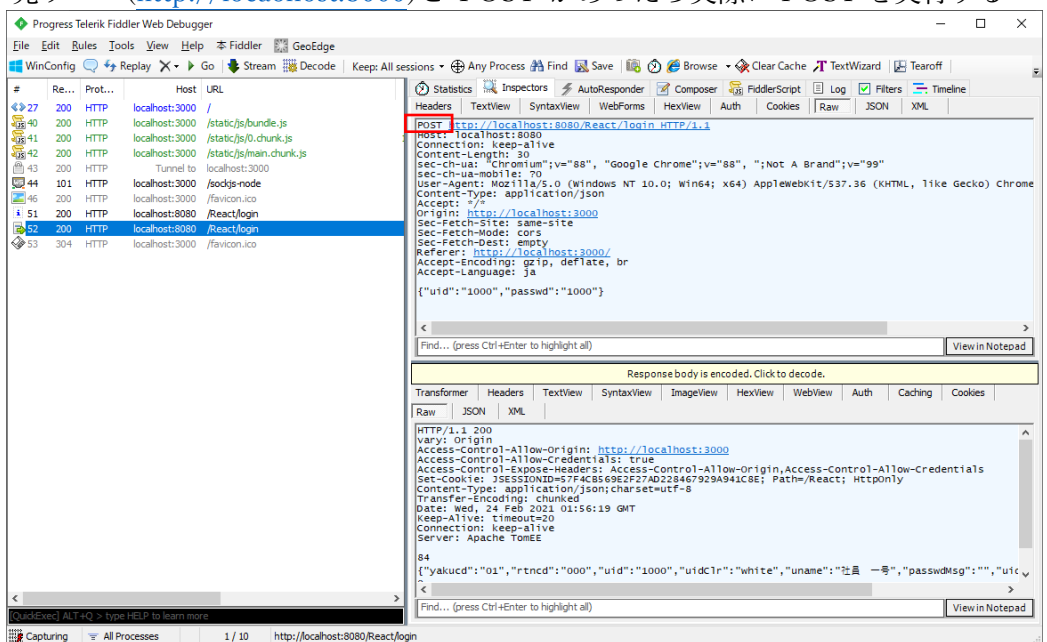 Progress Telerik Fiddler Web Debugger
File Edit Rules Tools View Help 本 Fiddler GeoEdge
WinConfig Replay Go Stream Decode Keep: All sessions Any Process Find Save Browse Clear Cache TextWizard Tearoff
# Re... Prot... Host URL
27 200 HTTP localhost:3000 /
40 200 HTTP localhost:3000 /static/js/bundle.js
41 200 HTTP localhost:3000 /static/js/0.chunk.js
42 200 HTTP localhost:3000 /static/js/main.chunk.js
43 200 HTTP Tunnel to localhost:3000
44 101 HTTP localhost:3000 /sockjs-node
46 200 HTTP localhost:3000 /favicon.ico
51 200 HTTP localhost:8080 /React/login
52 200 HTTP localhost:8080 /React/login
53 304 HTTP localhost:3000 /favicon.ico
Statistics Inspectors AutoResponder Composer FiddlerScript Log Filters Timeline
Headers TextView SyntaxView WebForms HexView Auth Cookies Raw JSON XML
POST http://localhost:8080/React/login HTTP/1.1
Host: localhost:8080
Connection: keep-alive
Content-Length: 30
sec-ch-ua: "Chromium";v="88", "Google Chrome";v="88", ";Not A Brand";v="99"
sec-ch-ua-mobile: ?0
User-Agent: Mozilla/5.0 (Windows NT 10.0; Win64; x64) AppleWebKit/537.36 (KHTML, like Gecko) Chrome
Content-Type: application/json
Accept: */*
Origin: http://localhost:3000
Sec-Fetch-Site: same-site
Sec-Fetch-Mode: cors
Sec-Fetch-Dest: empty
Referer: http://localhost:3000/
Accept-Encoding: gzip, deflate, br
Accept-Language: ja
{"uid":"1000","passwd":"1000"}
Find... (press Ctrl+Enter to highlight all) View in Notepad
Response body is encoded. Click to decode.
Transformer Headers TextView SyntaxView ImageView HexView WebView Auth Caching Cookies
Raw JSON XML
HTTP/1.1 200
vary: Origin
Access-Control-Allow-Origin: http://localhost:3000
Access-Control-Allow-Credentials: true
Access-Control-Expose-Headers: Access-Control-Allow-Origin,Access-Control-Allow-Credentials
Set-Cookie: JSESSIONID=57F4CB569E2F27AD228467929A941C8E; Path=/React; HttpOnly
Content-Type: application/json;charset=utf-8
Transfer-Encoding: chunked
Date: Wed, 24 Feb 2021 01:56:19 GMT
Keep-Alive: timeout=20
Connection: keep-alive
Server: Apache TomEE
84
{"yakucd":"01","rtncd":"000","uid":"1000","uidClr":"white","uname":"社員 一号","passwdMsg":"","uid
Find... (press Ctrl+Enter to highlight all) View in Notepad
[QuickExec] ALT+Q > type HELP to learn more
Capturing All Processes 1 / 10 http://localhost:8080/React/login